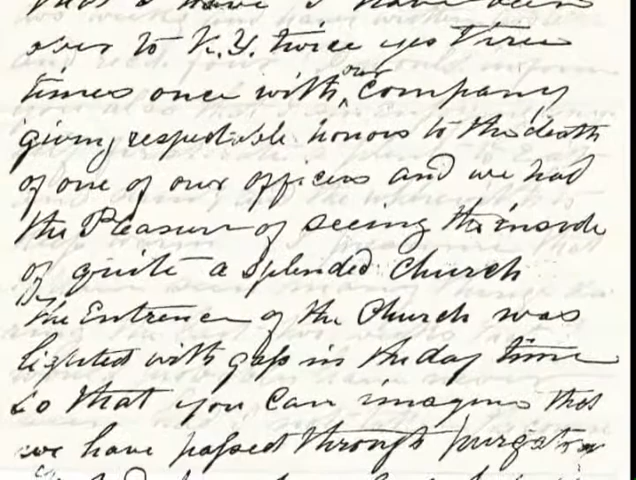 I have been
over to N.Y. twice yes three
times once with our Company
giving respectable honors to the death
of one of our officers and we had
the Pleasure of seeing the inside
of quite a splended Church
The Entrence of the Church was
lighted with gass in the day time
so that you can imagine that
we have passed through purgatory